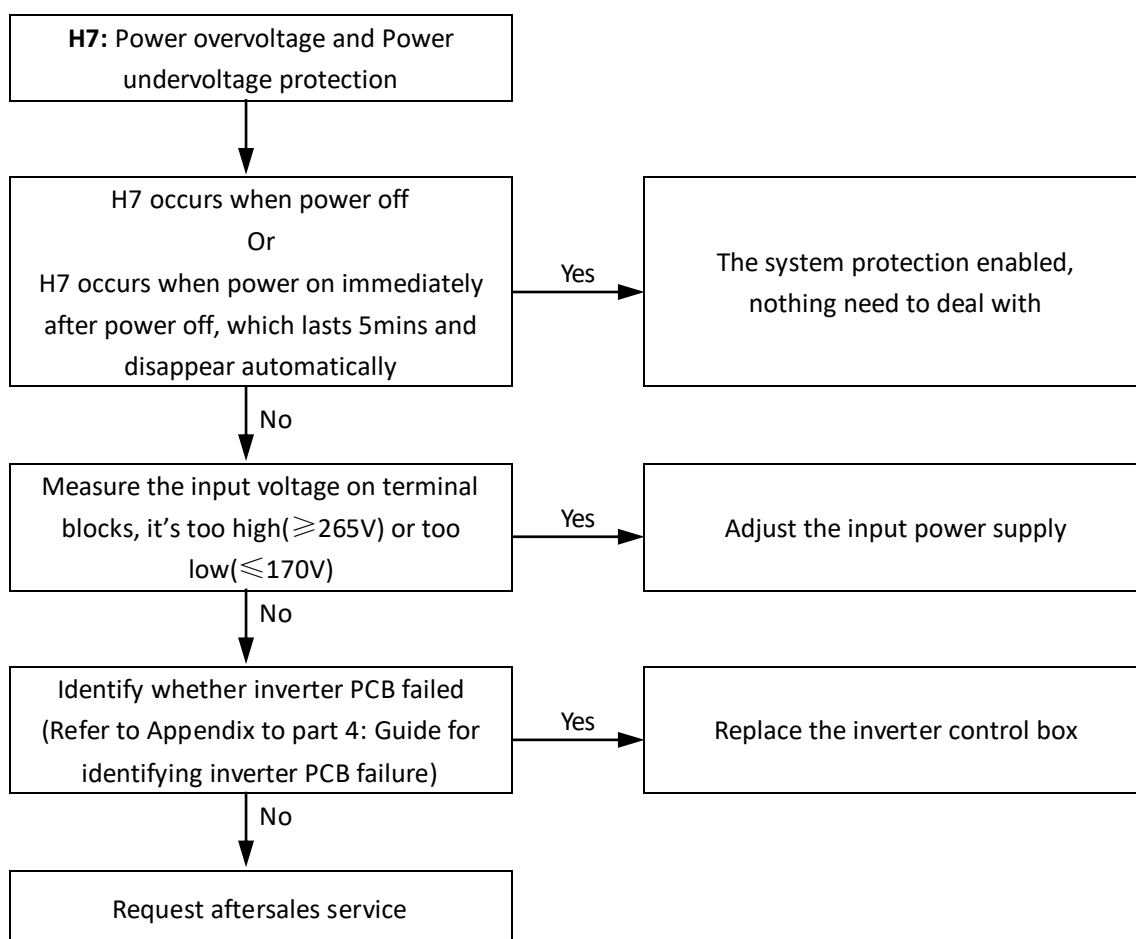 H7: Power overvoltage and Power
undervoltage protection
H7 occurs when power off
Or
H7 occurs when power on immediately
after power off, which lasts 5mins and
disappear automatically
Yes
The system protection enabled,
nothing need to deal with
No
Measure the input voltage on terminal
blocks, it’s too high(≥265V) or too
low(≤170V)
Yes
Adjust the input power supply
No
Identify whether inverter PCB failed
(Refer to Appendix to part 4: Guide for
identifying inverter PCB failure)
Yes
Replace the inverter control box
No
Request aftersales service